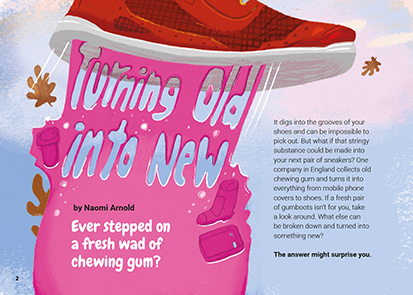 Turning Old
into New
by Naomi Arnold
Ever stepped on
a fresh wad of
chewing gum?
It digs into the grooves of your
shoes and can be impossible to
pick out. But what if that stringy
substance could be made into
your next pair of sneakers? One
company in England collects old
chewing gum and turns it into
everything from mobile phone
covers to shoes. If a fresh pair
of gumboots isn't for you, take
a look around. What else can
be broken down and turned into
something new?
The answer might surprise you.
2